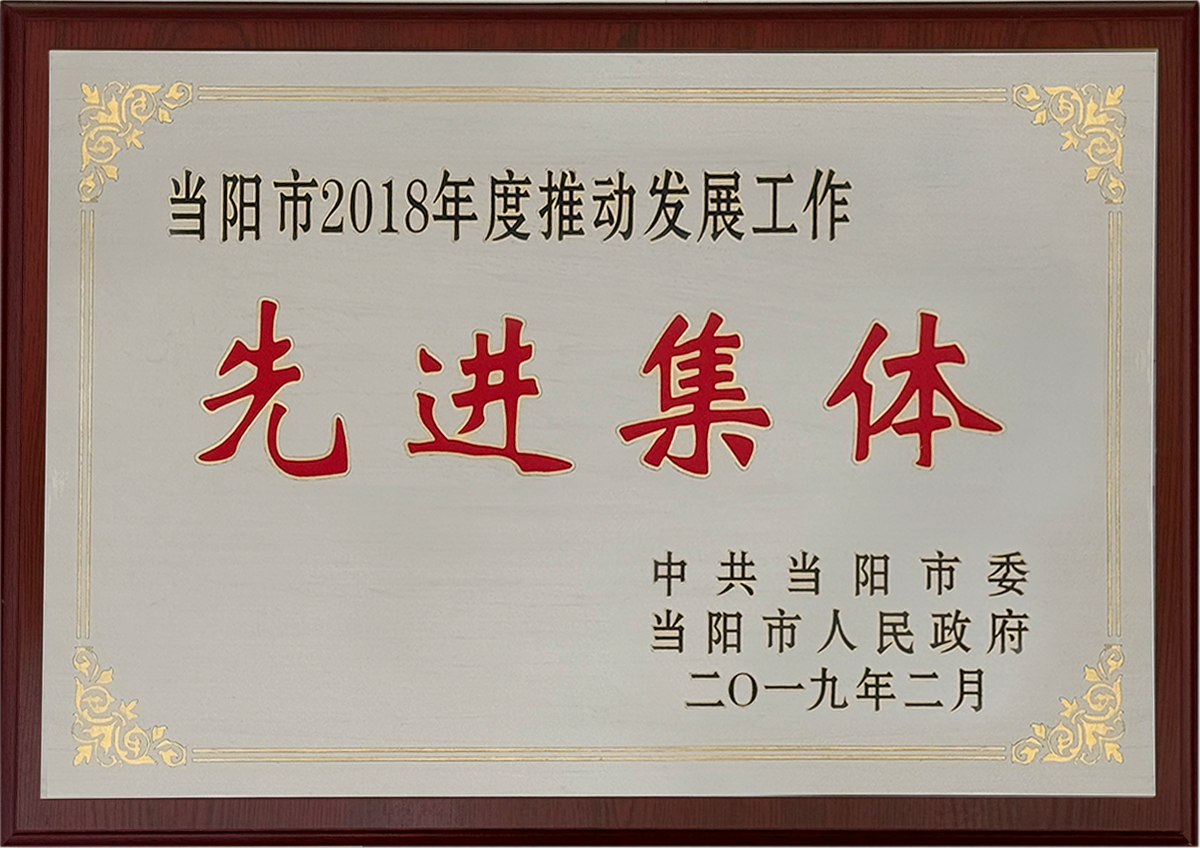 当阳市2018年度推动发展工作
先进集体
中共当阳市委
当阳市人民政府
二〇一九年二月